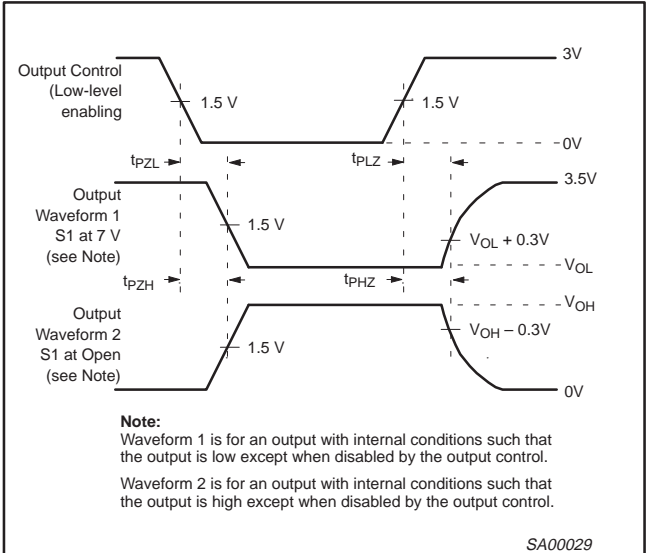 Output Control
(Low-level
enabling
1.5 V
1.5 V
3V
0V
tPZL
tPLZ
Output
Waveform 1
S1 at 7 V
(see Note)
1.5 V
3.5V
VOL + 0.3V
VOL
tPZH
tPHZ
Output
Waveform 2
S1 at Open
(see Note)
1.5 V
VOH
VOH – 0.3V
0V
Note:
Waveform 1 is for an output with internal conditions such that
the output is low except when disabled by the output control.
Waveform 2 is for an output with internal conditions such that
the output is high except when disabled by the output control.
SA00029